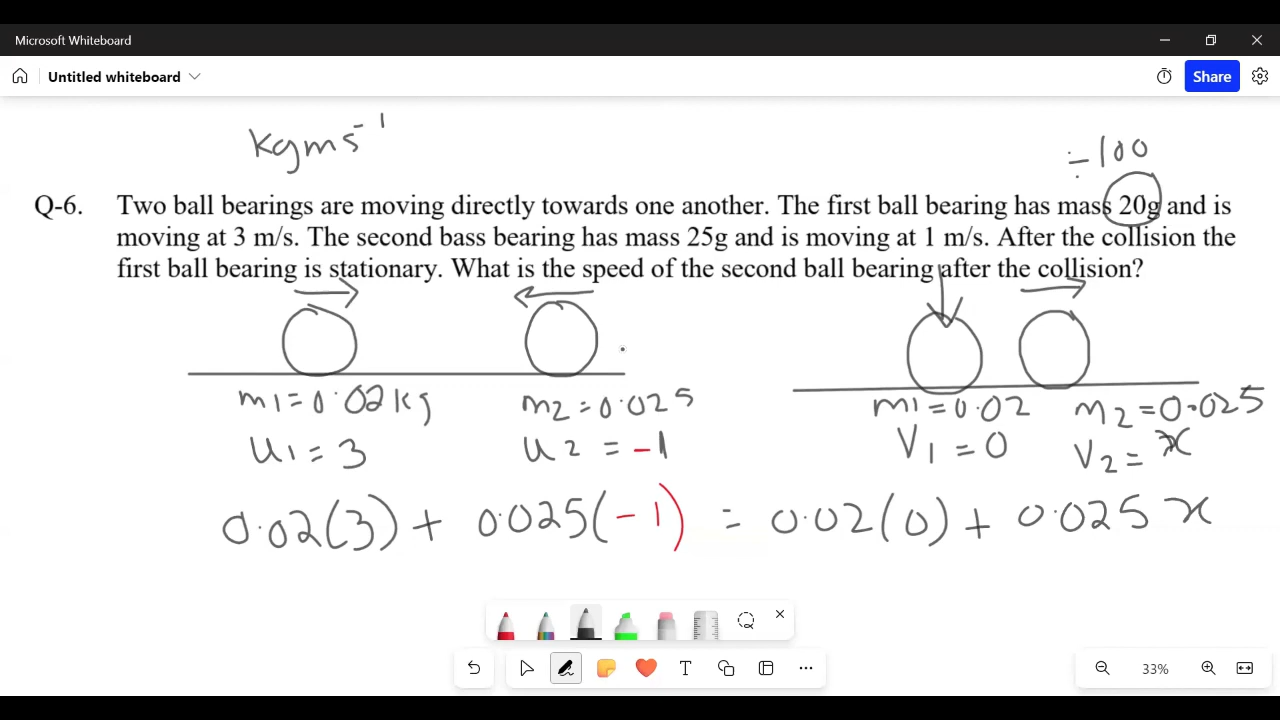 Microsoft Whiteboard
Untitled whiteboard
Share
kgms⁻¹
÷100
Q-6. Two ball bearings are moving directly towards one another. The first ball bearing has mass 20g and is
moving at 3 m/s. The second bass bearing has mass 25g and is moving at 1 m/s. After the collision the
first ball bearing is stationary. What is the speed of the second ball bearing after the collision?
m1=0.02kg m2=0.025 m1=0.02 m2=0.025
u1=3 u2=-1 V1=0 V2=x
0.02(3)+0.025(-1)=0.02(0)+0.025x
T
33%